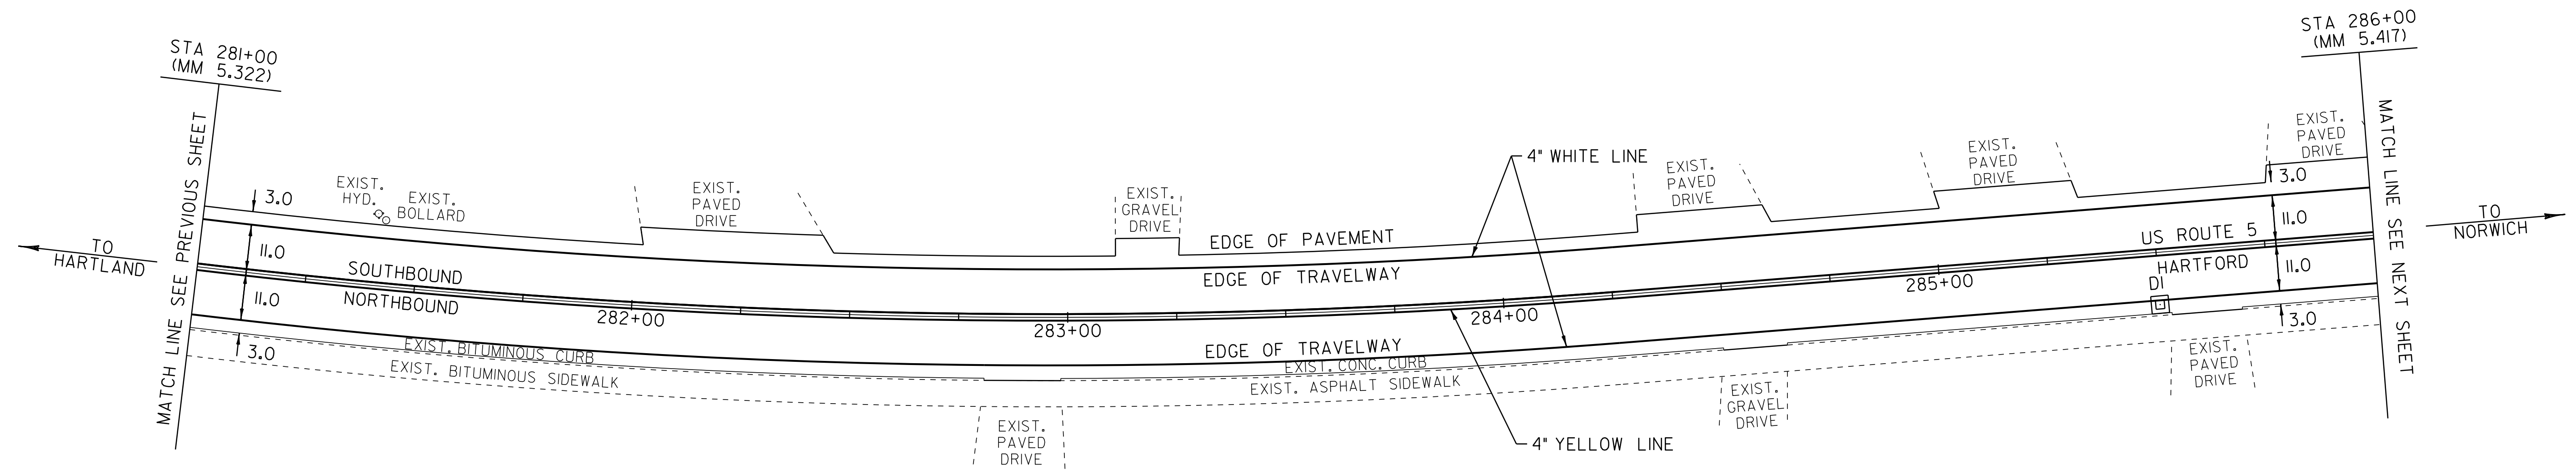 STA 281+00
(MM 5.322)
STA 286+00
(MM 5.417)
MATCH LINE SEE PREVIOUS SHEET
MATCH LINE SEE NEXT SHEET
TO
HARTLAND
TO
NORWICH
3.0
EXIST.
HYD.
EXIST.
BOLLARD
EXIST.
PAVED
DRIVE
EXIST.
GRAVEL
DRIVE
4" WHITE LINE
EXIST.
PAVED
DRIVE
EXIST.
PAVED
DRIVE
EXIST.
PAVED
DRIVE
3.0
11.0
SOUTHBOUND
EDGE OF PAVEMENT
EDGE OF TRAVELWAY
US ROUTE 5
11.0
11.0
NORTHBOUND
282+00
283+00
284+00
285+00
HARTFORD
DI
11.0
3.0
EXIST. BITUMINOUS CURB
EXIST. BITUMINOUS SIDEWALK
EDGE OF TRAVELWAY
EXIST. CONC. CURB
EXIST. ASPHALT SIDEWALK
3.0
EXIST.
PAVED
DRIVE
4" YELLOW LINE
EXIST.
GRAVEL
DRIVE
EXIST.
PAVED
DRIVE